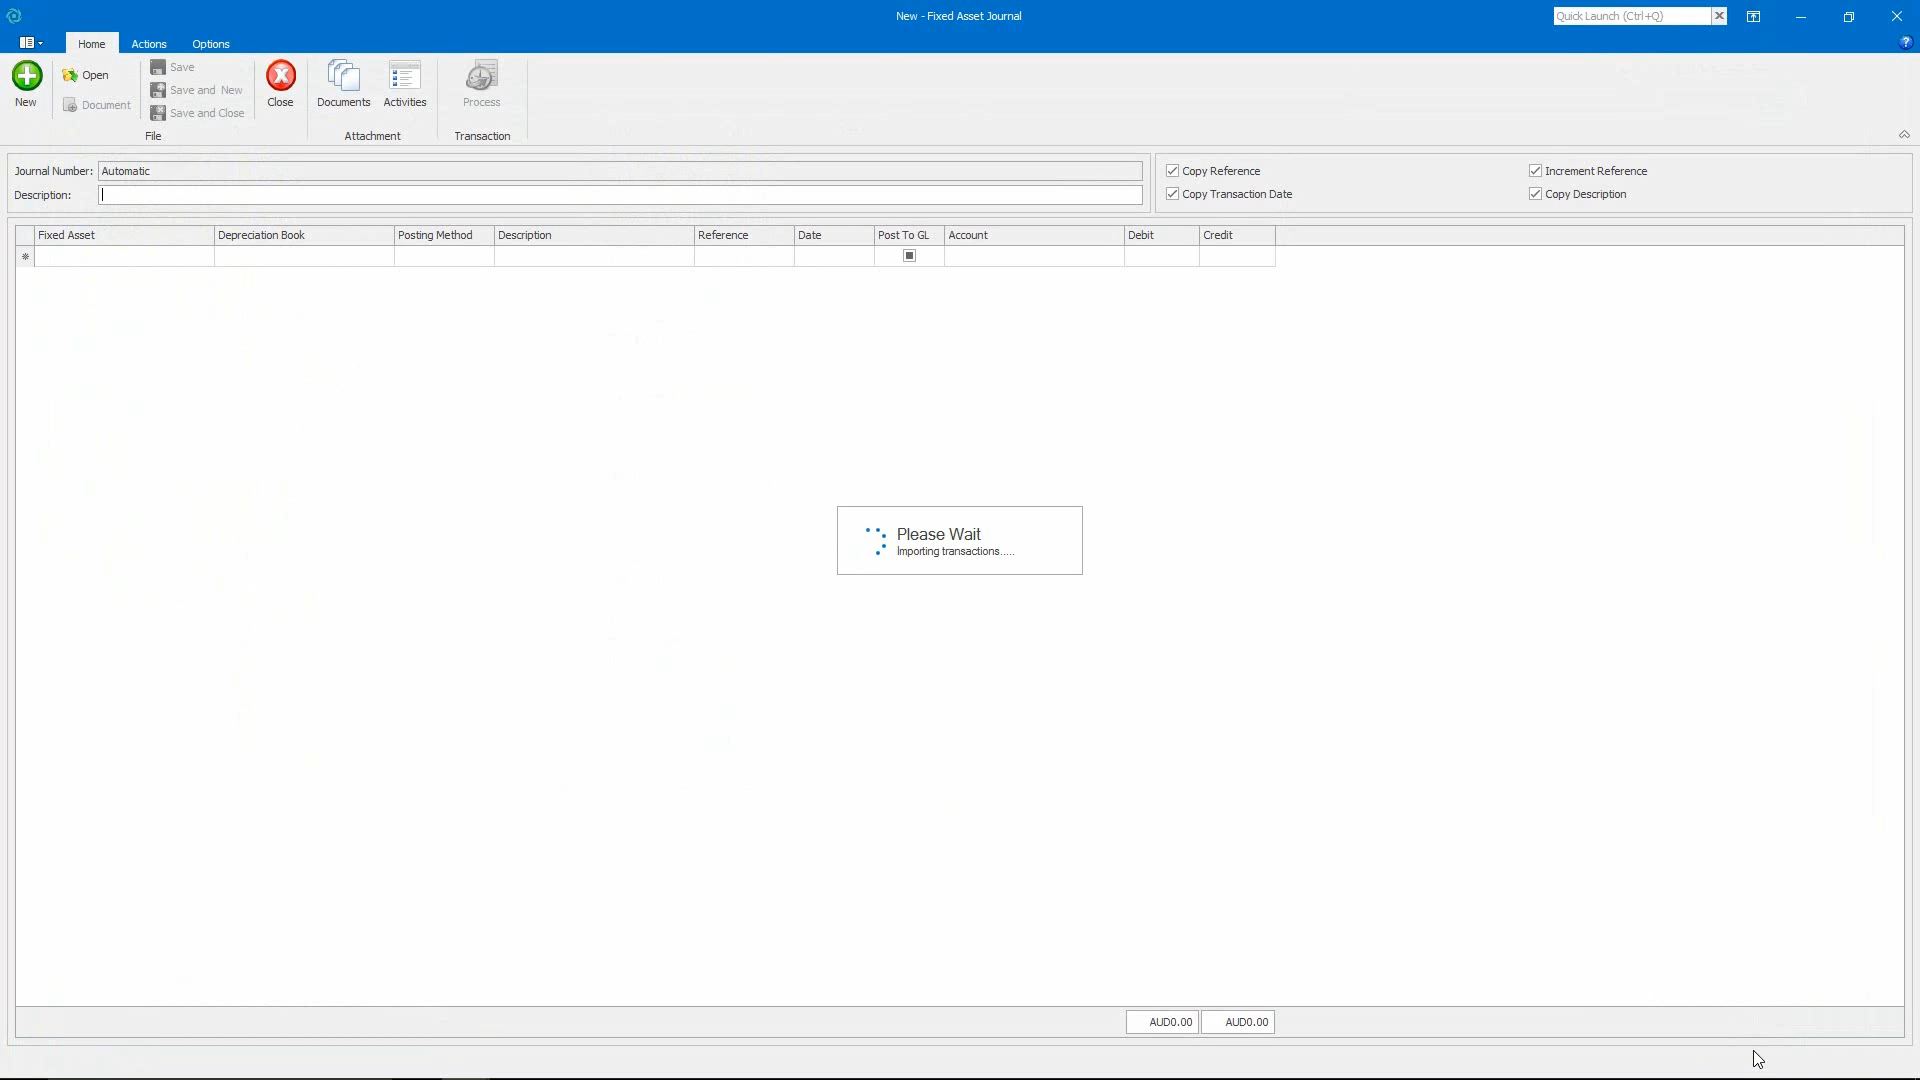 New - Fixed Asset Journal
Quick Launch (Ctrl+Q)
Home Actions Options
New
Open
Document
Save
Save and New
Save and Close
Close
Documents
Activities
Process
File
Attachment
Transaction
Journal Number: Automatic
Description:
Copy Reference
Increment Reference
Copy Transaction Date
Copy Description
Fixed Asset Depreciation Book Posting Method Description Reference Date Post To GL Account Debit Credit
Please Wait
Importing transactions.....
AUD0.00 AUD0.00